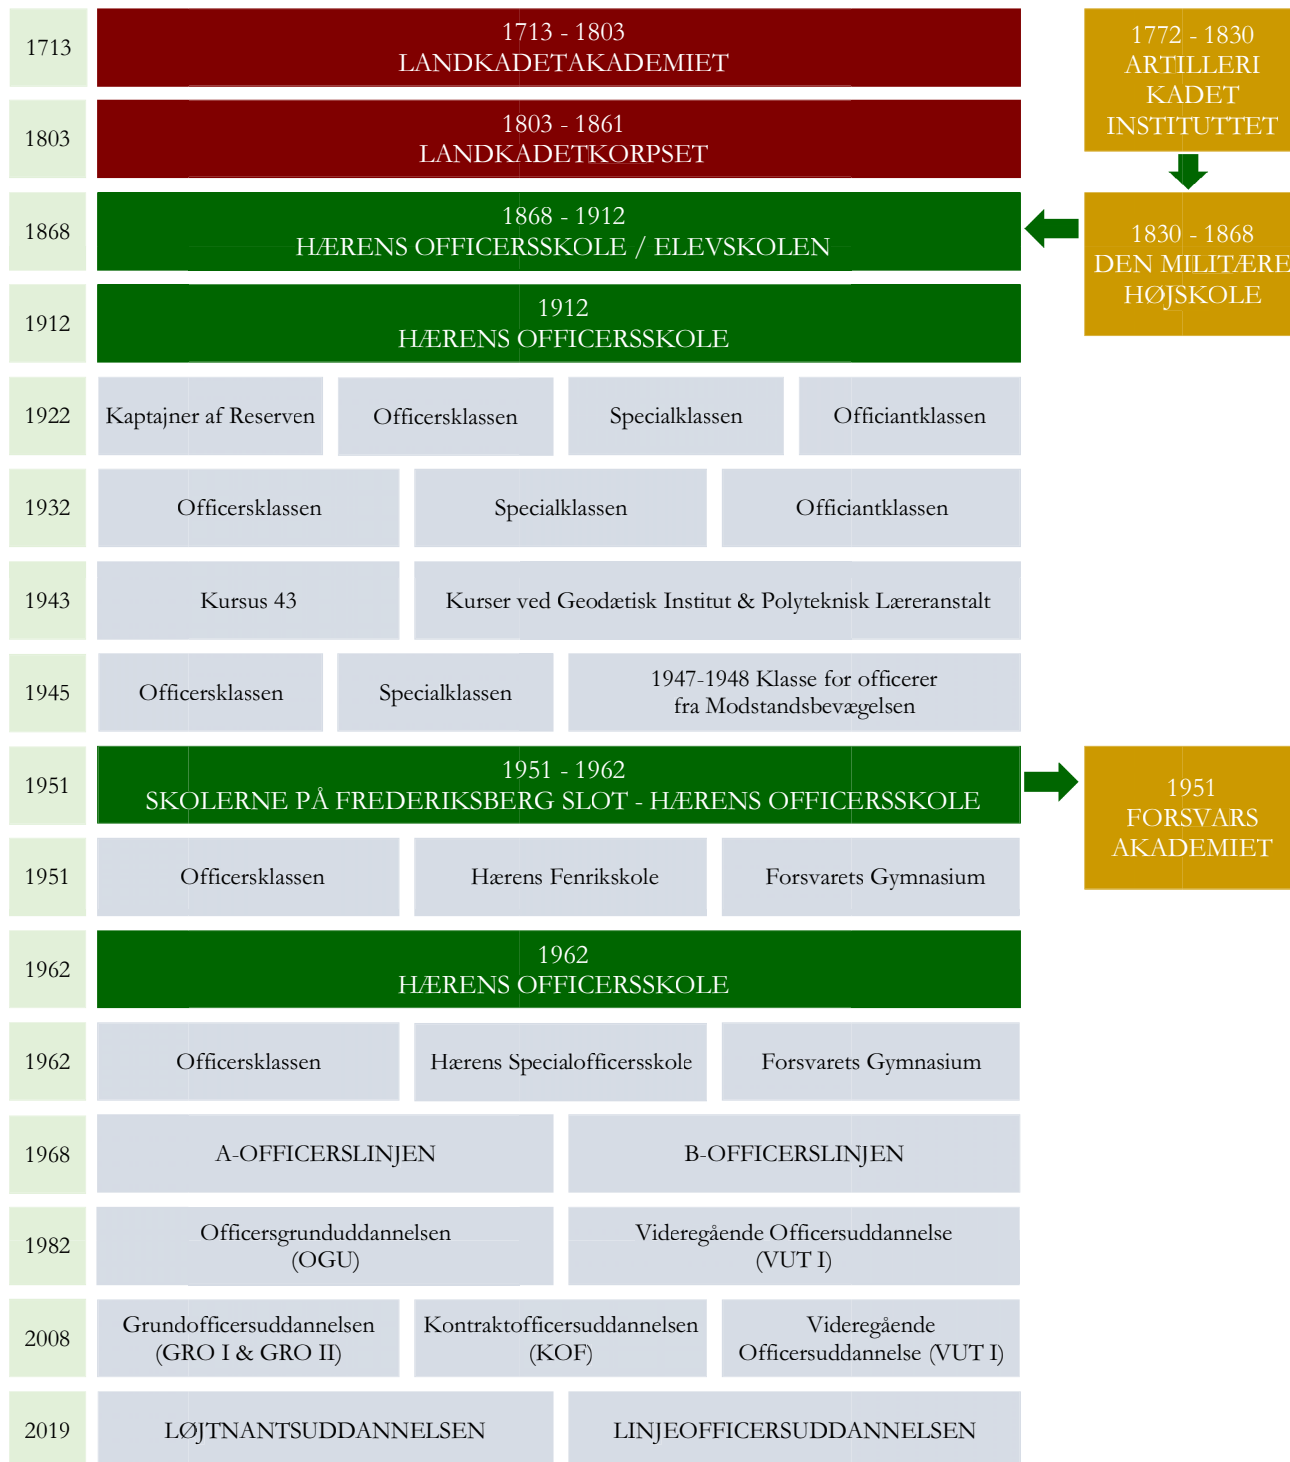 1713
1713 - 1803
LANDKADETAKADEMIET
1772 - 1830
ARTILLERI
KADET
INSTITUTTET
1803
1803 - 1861
LANDKADETKORPSET
1868
1868 - 1912
HÆRENS OFFICERSSKOLE / ELEVSKOLEN
1830 - 1868
DEN MILITÆRE
HØJSKOLE
1912
1912
HÆRENS OFFICERSSKOLE
1922
Kaptajner af Reserven
Officersklassen
Specialklassen
Officiantklassen
1932
Officersklassen
Specialklassen
Officiantklassen
1943
Kursus 43
Kurser ved Geodætisk Institut & Polyteknisk Læreranstalt
1945
Officersklassen
Specialklassen
1947-1948 Klasse for officerer
fra Modstandsbevægelsen
1951
1951 - 1962
SKOLERNE PÅ FREDERIKSBERG SLOT - HÆRENS OFFICERSSKOLE
1951
FORSVARS
AKADEMIET
1951
Officersklassen
Hærens Fenrikskole
Forsvarets Gymnasium
1962
1962
HÆRENS OFFICERSSKOLE
1962
Officersklassen
Hærens Specialofficersskole
Forsvarets Gymnasium
1968
A-OFFICERSLINJEN
B-OFFICERSLINJEN
1982
Officersgrunduddannelsen
(OGU)
Videregående Officersuddannelse
(VUT I)
2008
Grundofficersuddannelsen
(GRO I & GRO II)
Kontraktofficersuddannelsen
(KOF)
Videregående
Officersuddannelse (VUT I)
2019
LØJTNANTSUDDANNELSEN
LINJEOFFICERSUDDANNELSEN